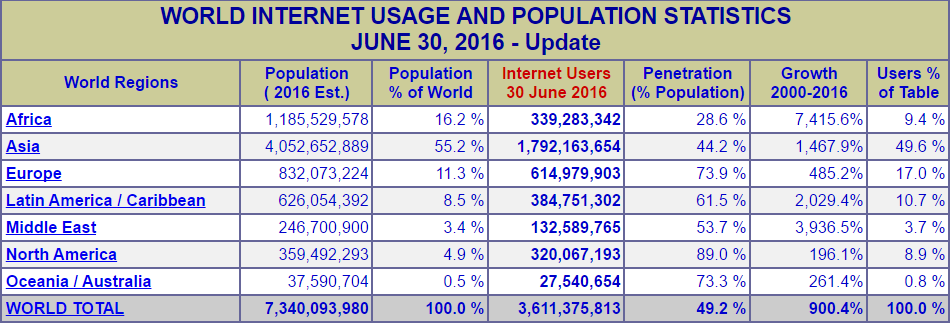 WORLD INTERNET USAGE AND POPULATION STATISTICS
JUNE 30, 2016 - Update
World Regions Population ( 2016 Est.) Population % of World Internet Users 30 June 2016 Penetration (% Population) Growth 2000-2016 Users % of Table
Africa 1,185,529,578 16.2 % 339,283,342 28.6 % 7,415.6% 9.4 %
Asia 4,052,652,889 55.2 % 1,792,163,654 44.2 % 1,467.9% 49.6 %
Europe 832,073,224 11.3 % 614,979,903 73.9 % 485.2% 17.0 %
Latin America / Caribbean 626,054,392 8.5 % 384,751,302 61.5 % 2,029.4% 10.7 %
Middle East 246,700,900 3.4 % 132,589,765 53.7 % 3,936.5% 3.7 %
North America 359,492,293 4.9 % 320,067,193 89.0 % 196.1% 8.9 %
Oceania / Australia 37,590,704 0.5 % 27,540,654 73.3 % 261.4% 0.8 %
WORLD TOTAL 7,340,093,980 100.0 % 3,611,375,813 49.2 % 900.4% 100.0 %